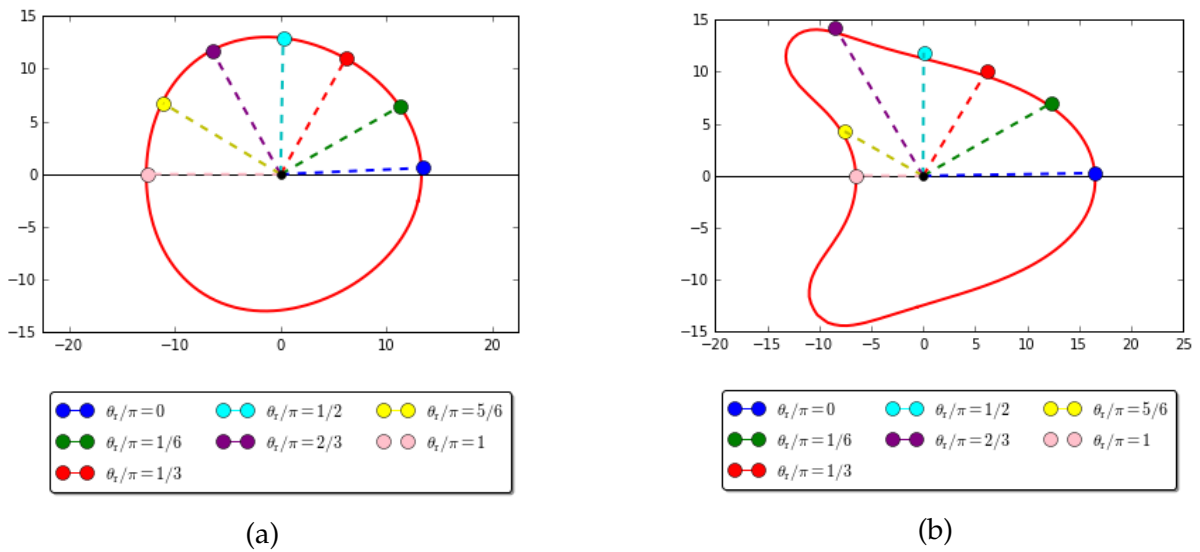 15
10
5
0
−5
−10
−15
−20 −10 0 10 20
θr/π = 0 θr/π = 1/2 θr/π = 5/6
θr/π = 1/6 θr/π = 2/3 θr/π = 1
θr/π = 1/3
(a)
15
10
5
0
−5
−10
−15
−20 −15 −10 −5 0 5 10 15 20 25
θr/π = 0 θr/π = 1/2 θr/π = 5/6
θr/π = 1/6 θr/π = 2/3 θr/π = 1
θr/π = 1/3
(b)